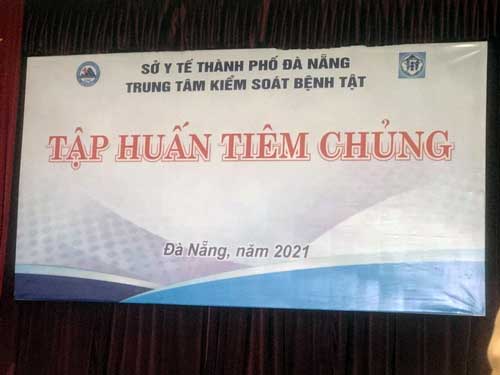 SỞ Y TẾ THÀNH PHỐ ĐÀ NẴNG
TRUNG TÂM KIỂM SOÁT BỆNH TẬT
TẬP HUẤN TIÊM CHỦNG
Đà Nẵng, năm 2021